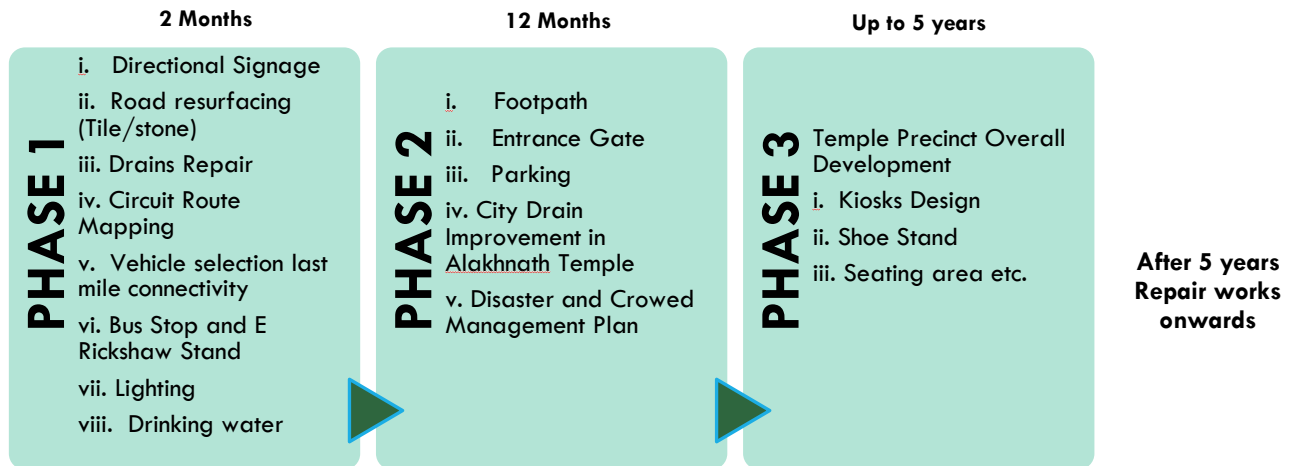 2 Months
PHASE 1
i. Directional Signage
ii. Road resurfacing
(Tile/stone)
iii. Drains Repair
iv. Circuit Route
Mapping
v. Vehicle selection last
mile connectivity
vi. Bus Stop and E
Rickshaw Stand
vii. Lighting
viii. Drinking water
12 Months
PHASE 2
i. Footpath
ii. Entrance Gate
iii. Parking
iv. City Drain
Improvement in
Alakhnath Temple
v. Disaster and Crowed
Management Plan
Up to 5 years
PHASE 3
Temple Precinct Overall
Development
i. Kiosks Design
ii. Shoe Stand
iii. Seating area etc.
After 5 years
Repair works
onwards